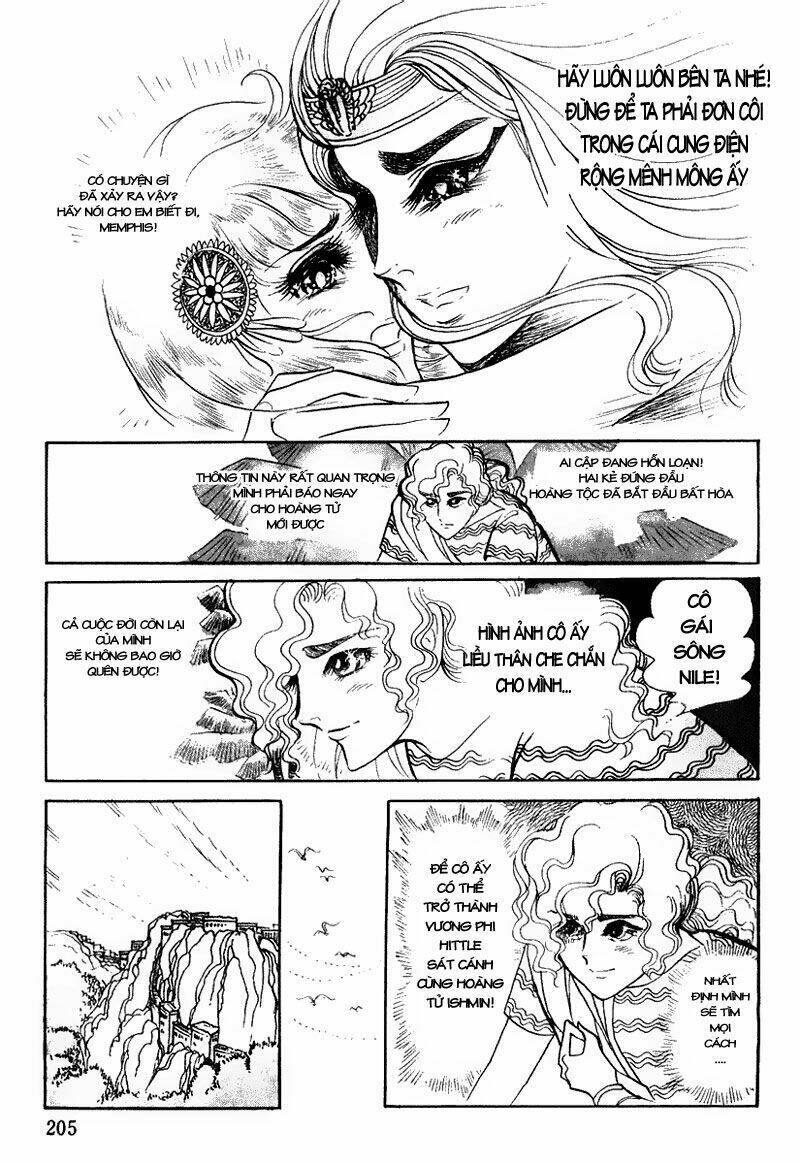 HÃY LUÔN LUÔN BÊN TA NHÉ!
ĐỪNG ĐỂ TA PHẢI ĐƠN CÔI
TRONG CÁI CUNG ĐIỆN
RỘNG MÊNH MÔNG ẤY
CÓ CHUYỆN GÌ
ĐÃ XẢY RA VẬY?
HÃY NÓI CHO EM BIẾT ĐI,
MEMPHIS!
AI CẬP ĐANG HỖN LOẠN!
HAI KẺ ĐỨNG ĐẦU
HOÀNG TỘC ĐÃ BẮT ĐẦU BẤT HÒA
THÔNG TIN NÀY RẤT QUAN TRỌNG
MÌNH PHẢI BÁO NGAY
CHO HOÀNG TỬ
MỚI ĐƯỢC
CÔ
GÁI
SÔNG
NILE!
HÌNH ẢNH CÔ ẤY
LIỀU THÂN CHE CHẮN
CHO MÌNH...
CẢ CUỘC ĐỜI CÒN LẠI
CỦA MÌNH
SẼ KHÔNG BAO GIỜ
QUÊN ĐƯỢC!
ĐỂ CÔ ẤY
CÓ THỂ
TRỞ THÀNH
VƯƠNG PHI
HITTLE
SÁT CÁNH
CÙNG HOÀNG
TỬ ISHMIN!
NHẤT
ĐỊNH MÌNH
SẼ TÌM
MỌI
CÁCH
....
205